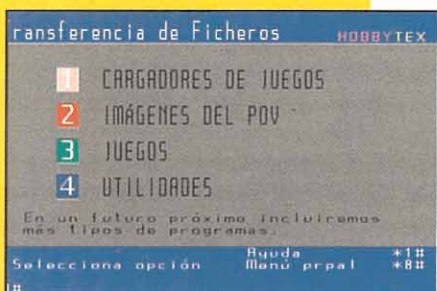 ransferencia de Ficheros HOBBYTEX
1 CARGADORES DE JUEGOS
2 IMÁGENES DEL POV
3 JUEGOS
4 UTILIDADES
En un futuro próximo incluiremos
más tipos de programas.
Ayuda *1#
Selecciona opción Menú prpal *8#
1#